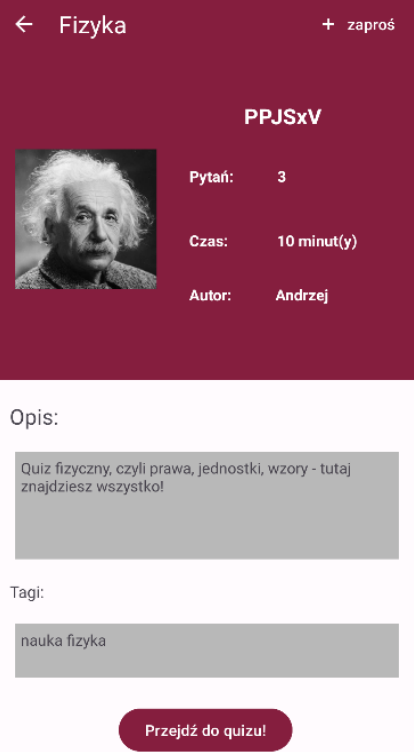 Fizyka
+ zaproś
PPJSxV
Pytań: 3
Czas: 10 minut(y)
Autor: Andrzej
Opis:
Quiz fizyczny, czyli prawa, jednostki, wzory - tutaj
znajdziesz wszystko!
Tagi:
nauka fizyka
Przejdź do quizu!